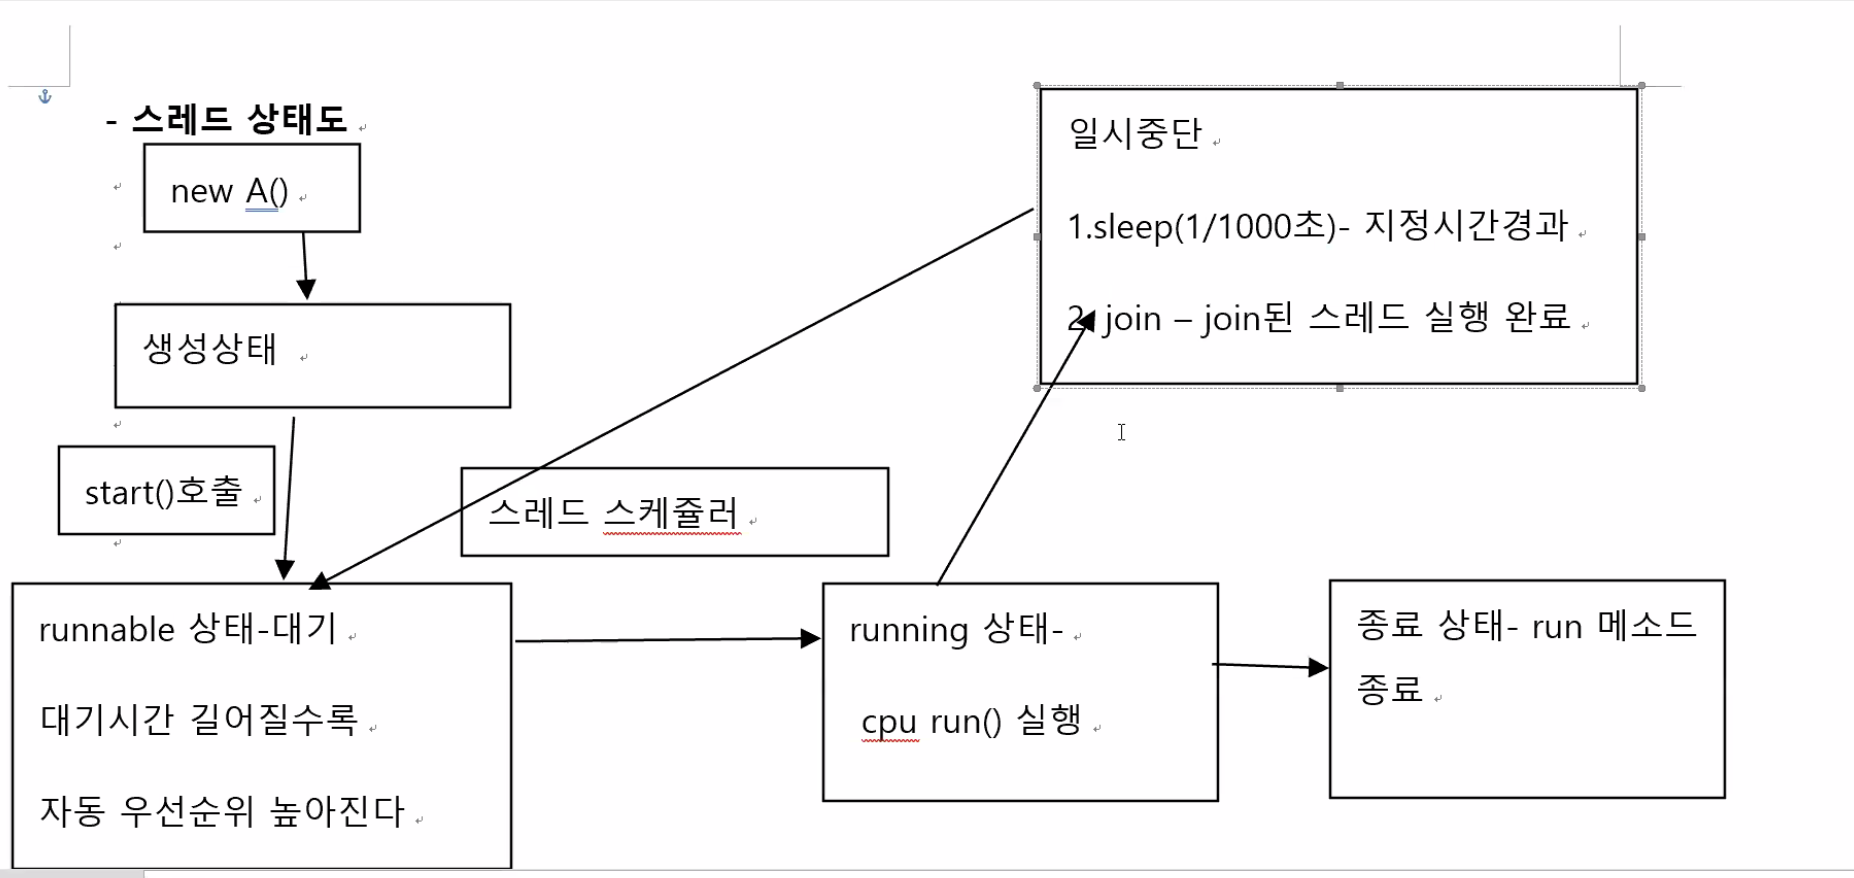 - 스레드 상태도
new A()
생성상태
start()호출
스레드 스케쥴러
일시중단
1.sleep(1/1000초)- 지정시간경과
2. join – join된 스레드 실행 완료
runnable 상태-대기
대기시간 길어질수록
자동 우선순위 높아진다
running 상태-
cpu run() 실행
종료 상태- run 메소드
종료